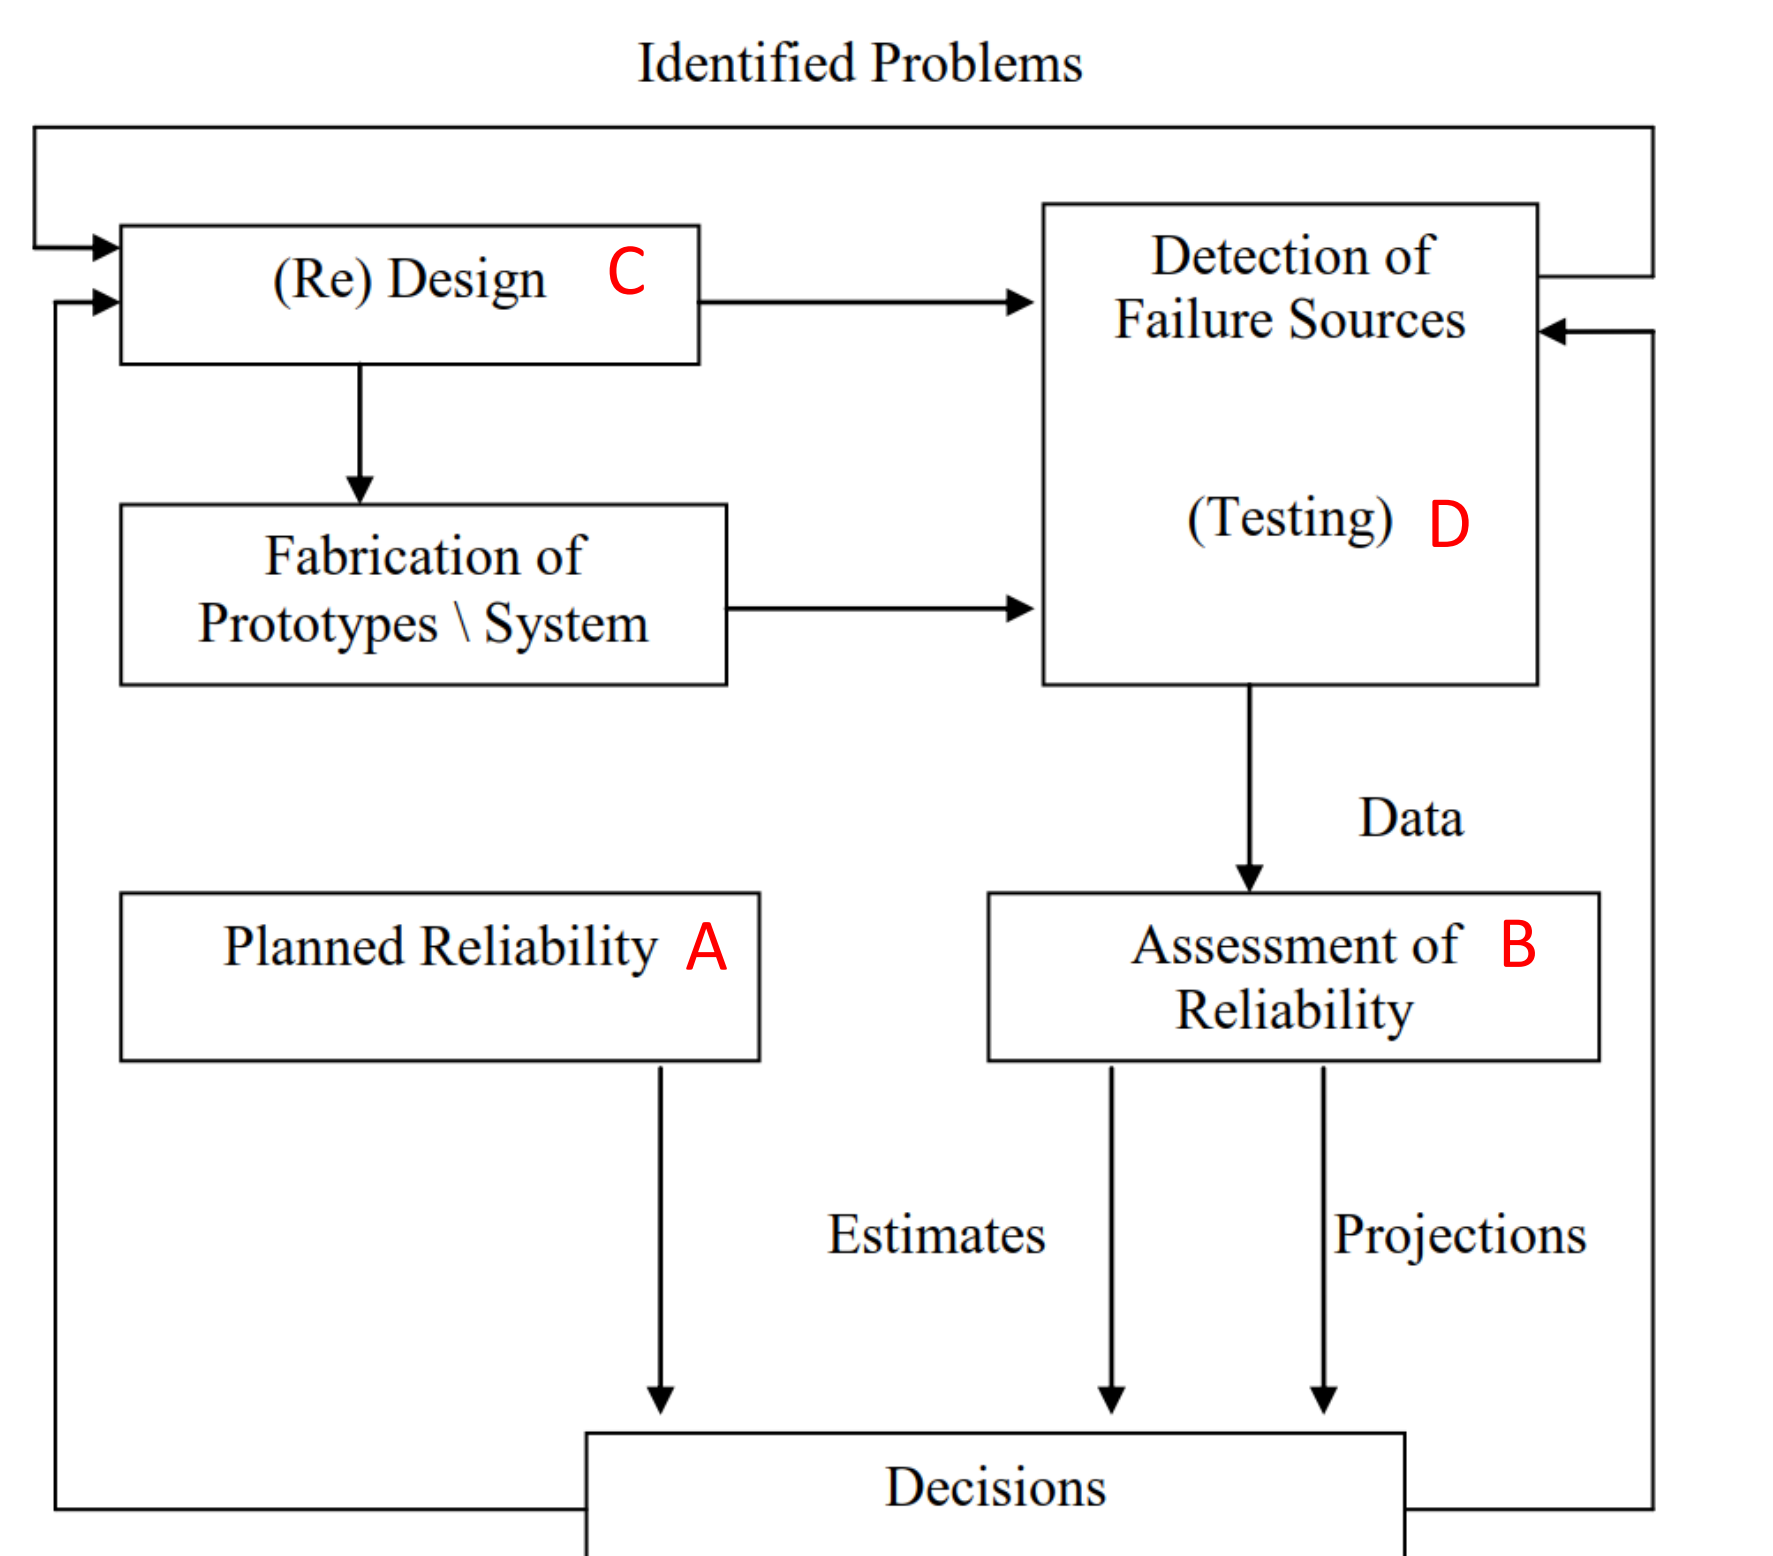 Identified Problems
(Re) Design C
Detection of
Failure Sources
(Testing) D
Fabrication of
Prototypes \ System
Data
Planned Reliability A
Assessment of B
Reliability
Estimates
Projections
Decisions